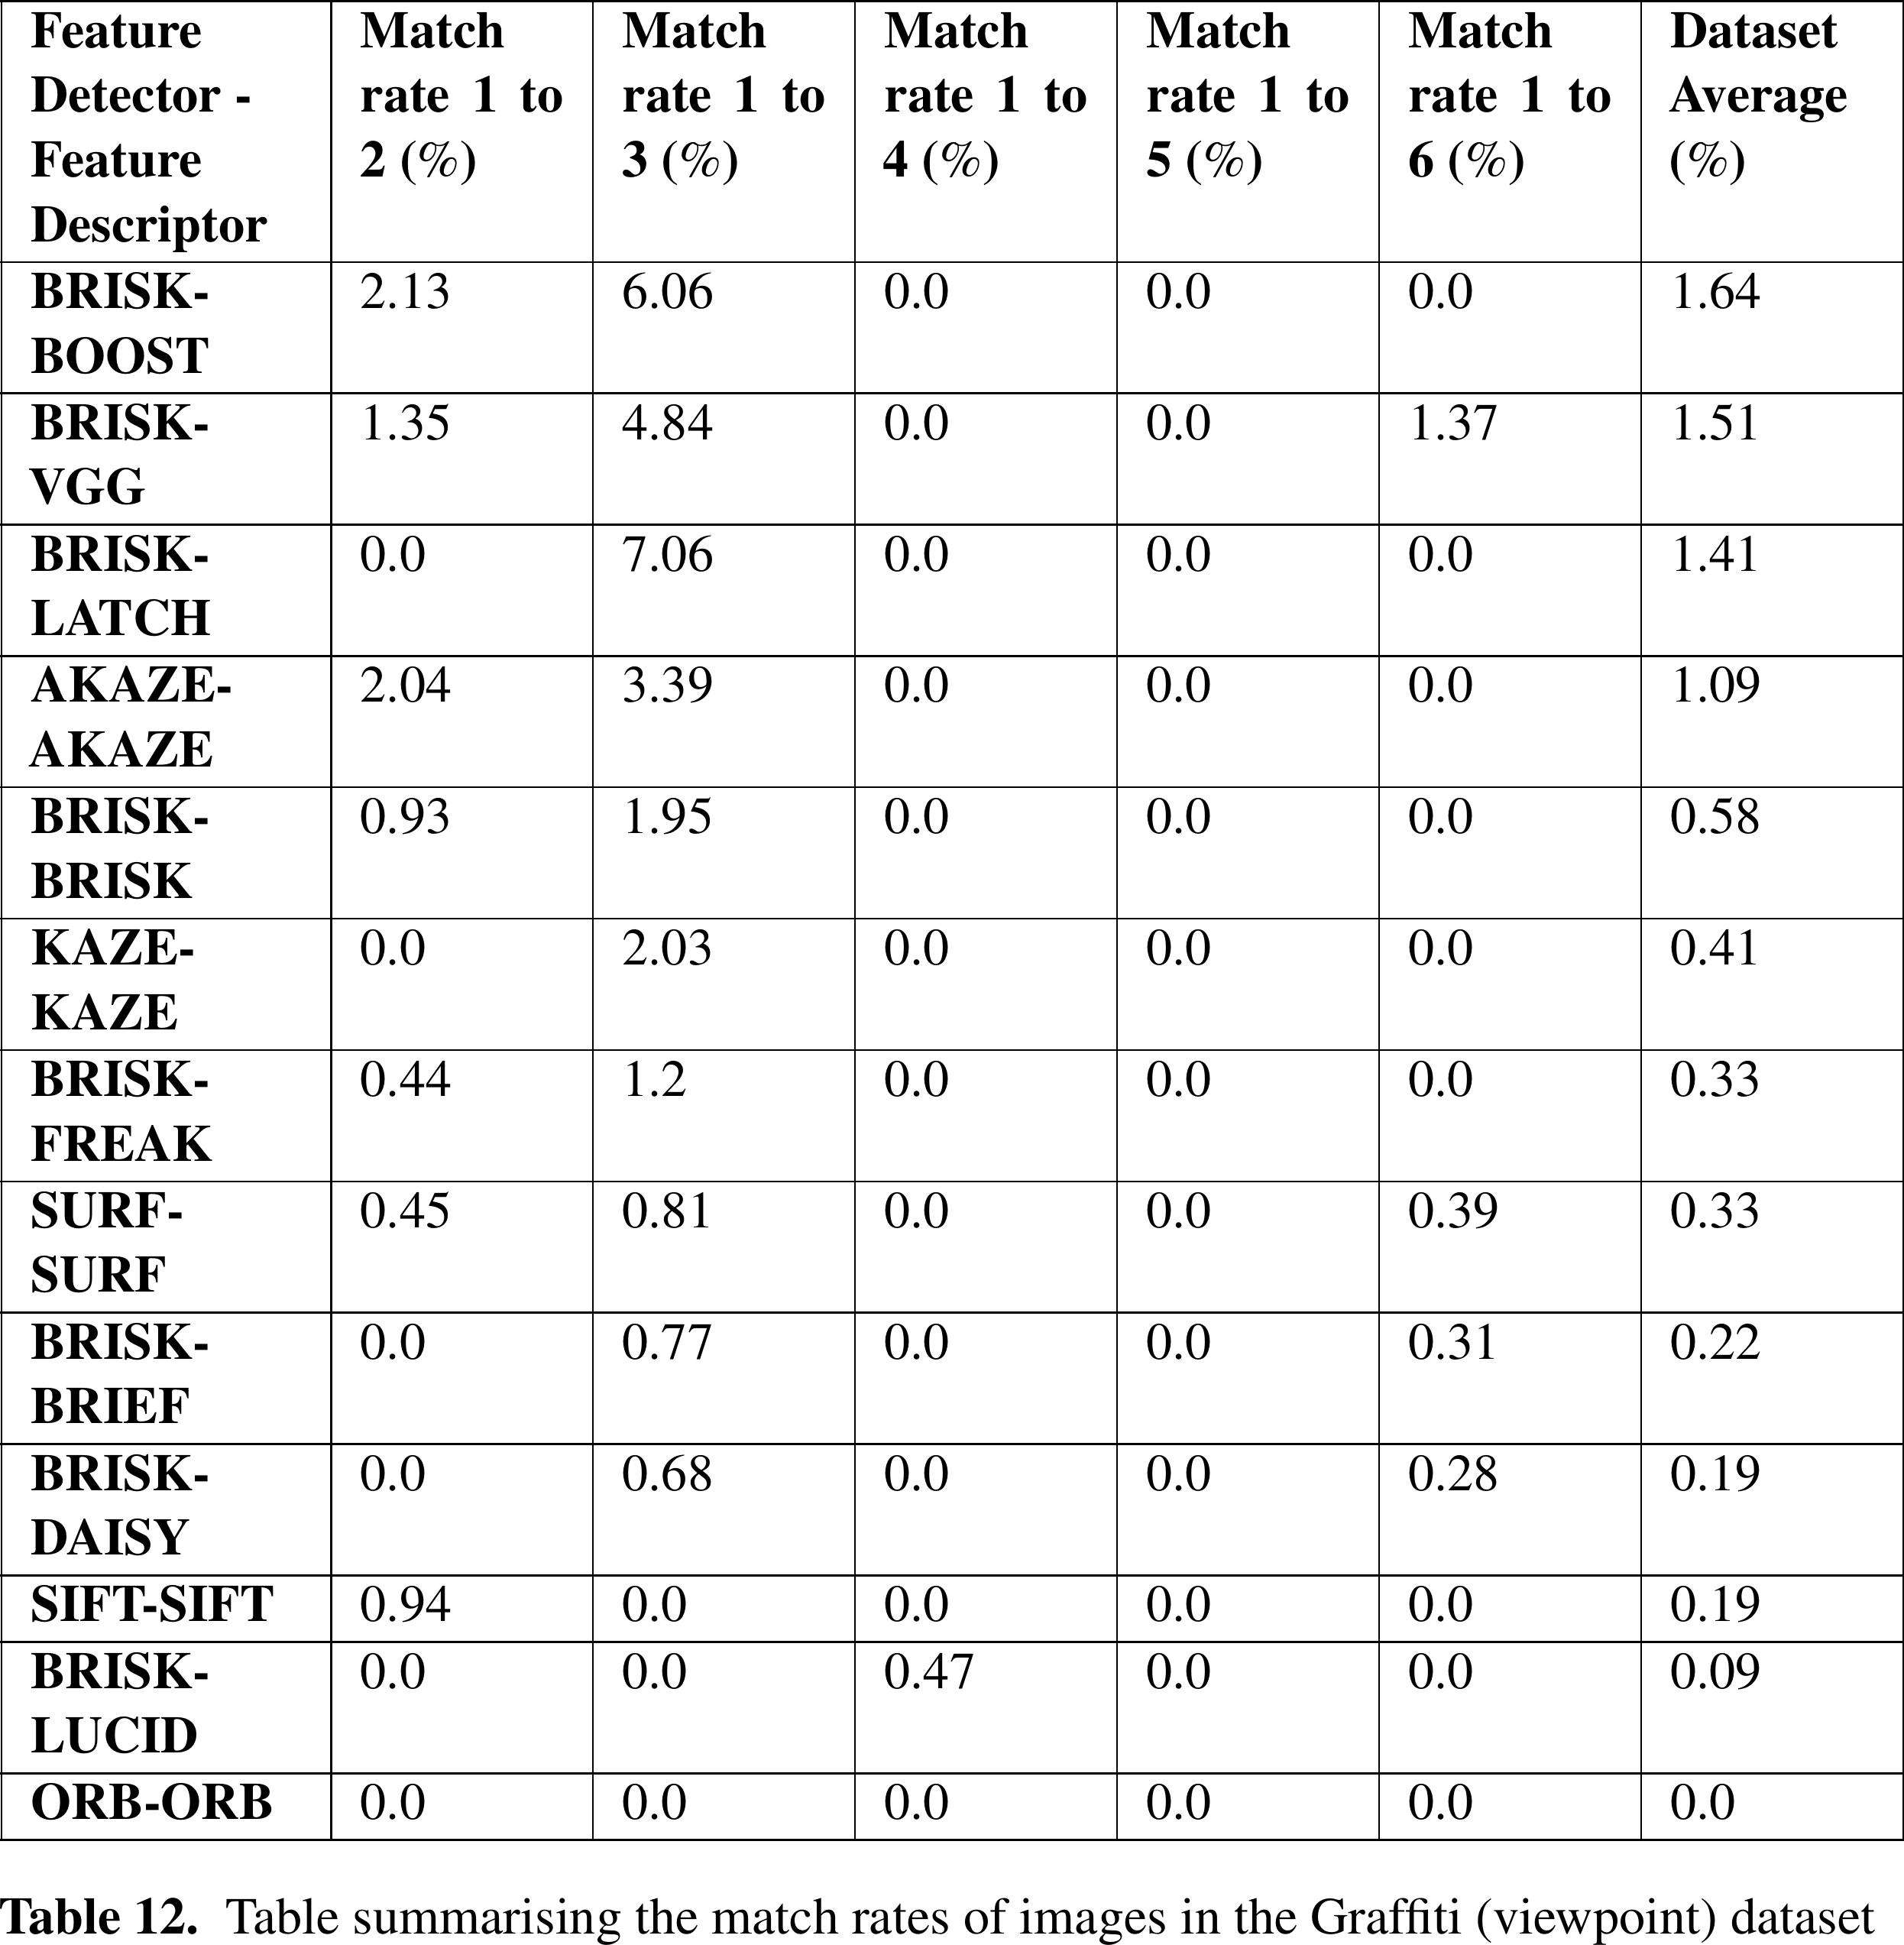 Feature Detector - Feature Descriptor | Match rate 1 to 2 (%) | Match rate 1 to 3 (%) | Match rate 1 to 4 (%) | Match rate 1 to 5 (%) | Match rate 1 to 6 (%) | Dataset Average (%)
BRISK-BOOST | 2.13 | 6.06 | 0.0 | 0.0 | 0.0 | 1.64
BRISK-VGG | 1.35 | 4.84 | 0.0 | 0.0 | 1.37 | 1.51
BRISK-LATCH | 0.0 | 7.06 | 0.0 | 0.0 | 0.0 | 1.41
AKAZE-AKAZE | 2.04 | 3.39 | 0.0 | 0.0 | 0.0 | 1.09
BRISK-BRISK | 0.93 | 1.95 | 0.0 | 0.0 | 0.0 | 0.58
KAZE-KAZE | 0.0 | 2.03 | 0.0 | 0.0 | 0.0 | 0.41
BRISK-FREAK | 0.44 | 1.2 | 0.0 | 0.0 | 0.0 | 0.33
SURF-SURF | 0.45 | 0.81 | 0.0 | 0.0 | 0.39 | 0.33
BRISK-BRIEF | 0.0 | 0.77 | 0.0 | 0.0 | 0.31 | 0.22
BRISK-DAISY | 0.0 | 0.68 | 0.0 | 0.0 | 0.28 | 0.19
SIFT-SIFT | 0.94 | 0.0 | 0.0 | 0.0 | 0.0 | 0.19
BRISK-LUCID | 0.0 | 0.0 | 0.47 | 0.0 | 0.0 | 0.09
ORB-ORB | 0.0 | 0.0 | 0.0 | 0.0 | 0.0 | 0.0
Table 12. Table summarising the match rates of images in the Graffiti (viewpoint) dataset